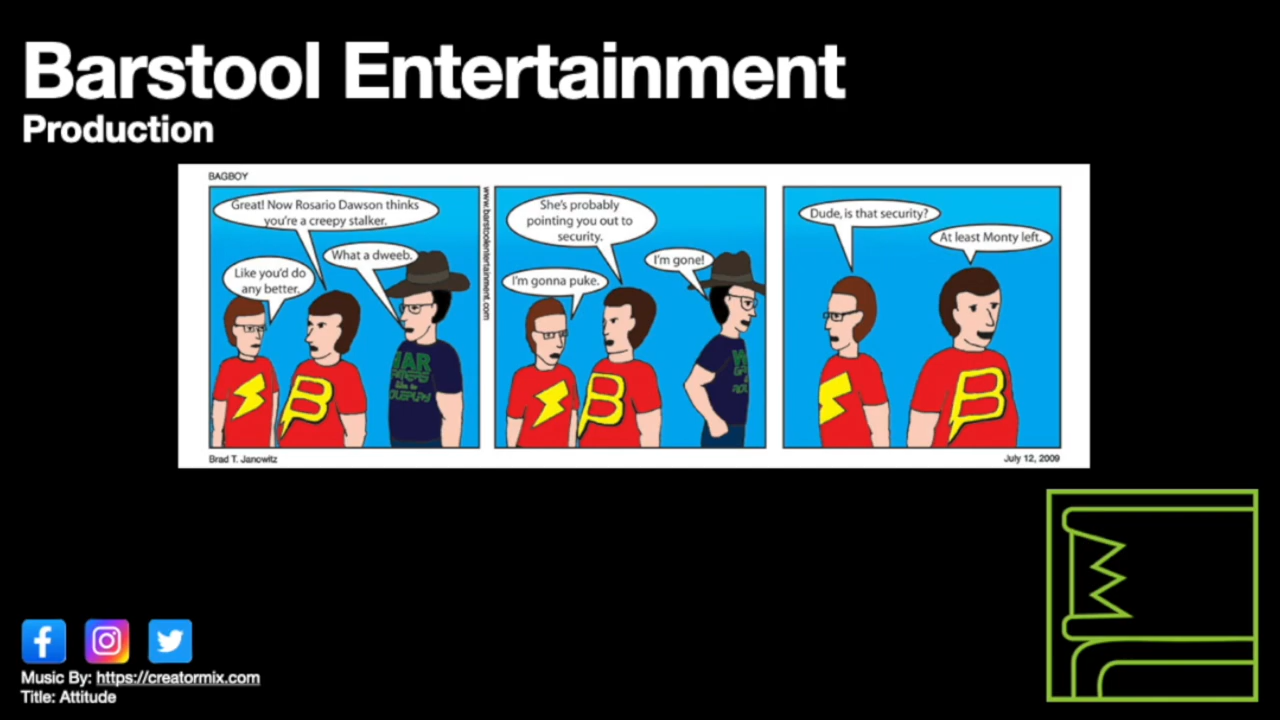 Barstool Entertainment
Production
BAGBOY
Great! Now Rosario Dawson thinks
you're a creepy stalker.
What a dweeb.
Like you'd do
any better.
www.barstoolentertainment.com
She's probably
pointing you out to
security.
I'm gone!
I'm gonna puke.
Dude, is that security?
At least Monty left.
B
B
B
Brad T. Janowitz
July 12, 2009
Music By: https://creatormix.com
Title: Attitude